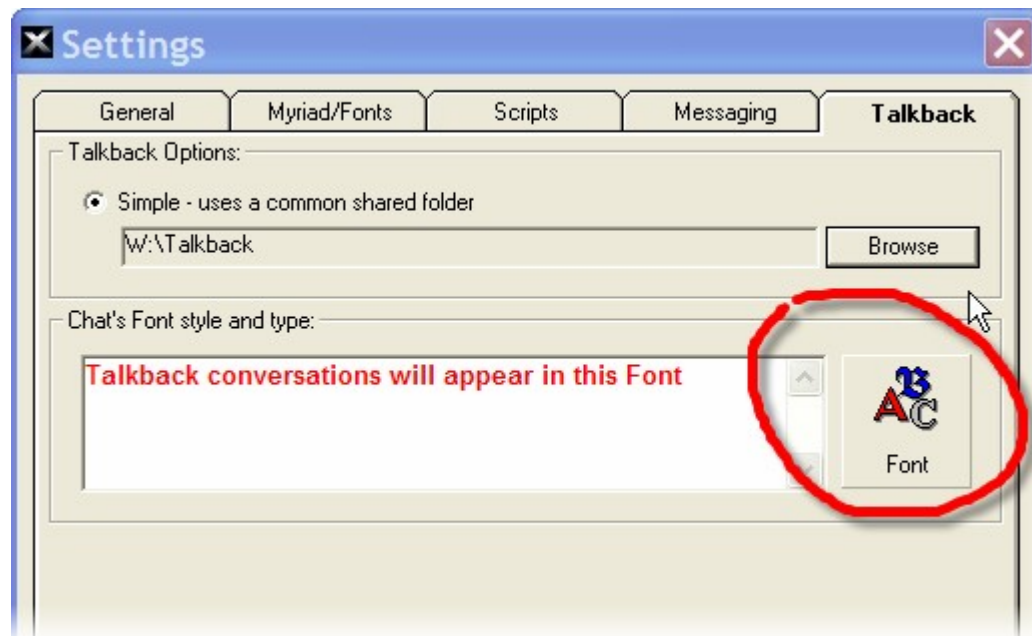 Settings
General Myriad/Fonts Scripts Messaging Talkback
Talkback Options:
Simple - uses a common shared folder
W:\Talkback Browse
Chat's Font style and type:
Talkback conversations will appear in this Font
ABC
Font